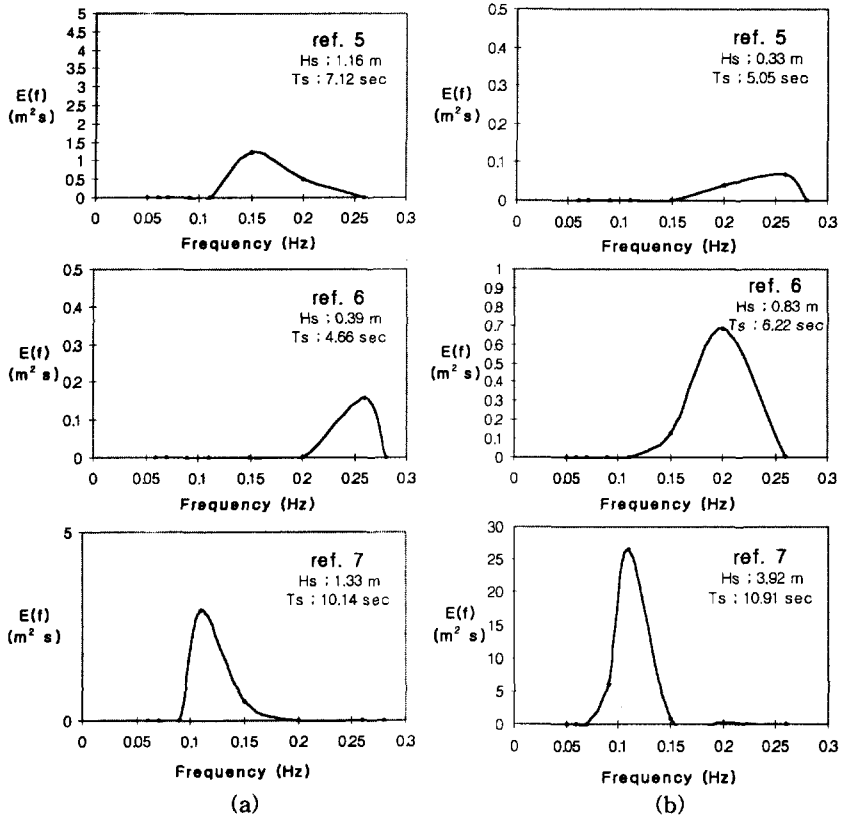 5
4.5
4
3.5
3
2.5
2
1.5
1
0.5
0
E(f)
(m²s)
ref. 5
Hs ; 1.16 m
Ts ; 7.12 sec
0 0.05 0.1 0.15 0.2 0.25 0.3
Frequency (Hz)
0.5
0.4
0.3
0.2
0.1
0
ref. 5
Hs ; 0.33 m
Ts ; 5.05 sec
E(f)
(m²s)
0 0.05 0.1 0.15 0.2 0.25 0.3
Frequency (Hz)
0.5
0.4
0.3
0.2
0.1
0
E(f)
(m² s)
ref. 6
Hs ; 0.39 m
Ts ; 4.66 sec
0 0.05 0.1 0.15 0.2 0.25 0.3
Frequency (Hz)
1
0.9
0.8
0.7
0.6
0.5
0.4
0.3
0.2
0.1
0
E(f)
(m² s)
ref. 6
Hs ; 0.83 m
Ts ; 6.22 sec
0 0.05 0.1 0.15 0.2 0.25 0.3
Frequency (Hz)
5
0
E(f)
(m² s)
ref. 7
Hs ; 1.33 m
Ts ; 10.14 sec
0 0.05 0.1 0.15 0.2 0.25 0.3
Frequency (Hz)
(a)
30
25
20
15
10
5
0
E(f)
(m² s)
ref. 7
Hs ; 3.92 m
Ts ; 10.91 sec
0 0.05 0.1 0.15 0.2 0.25 0.3
Frequency (Hz)
(b)